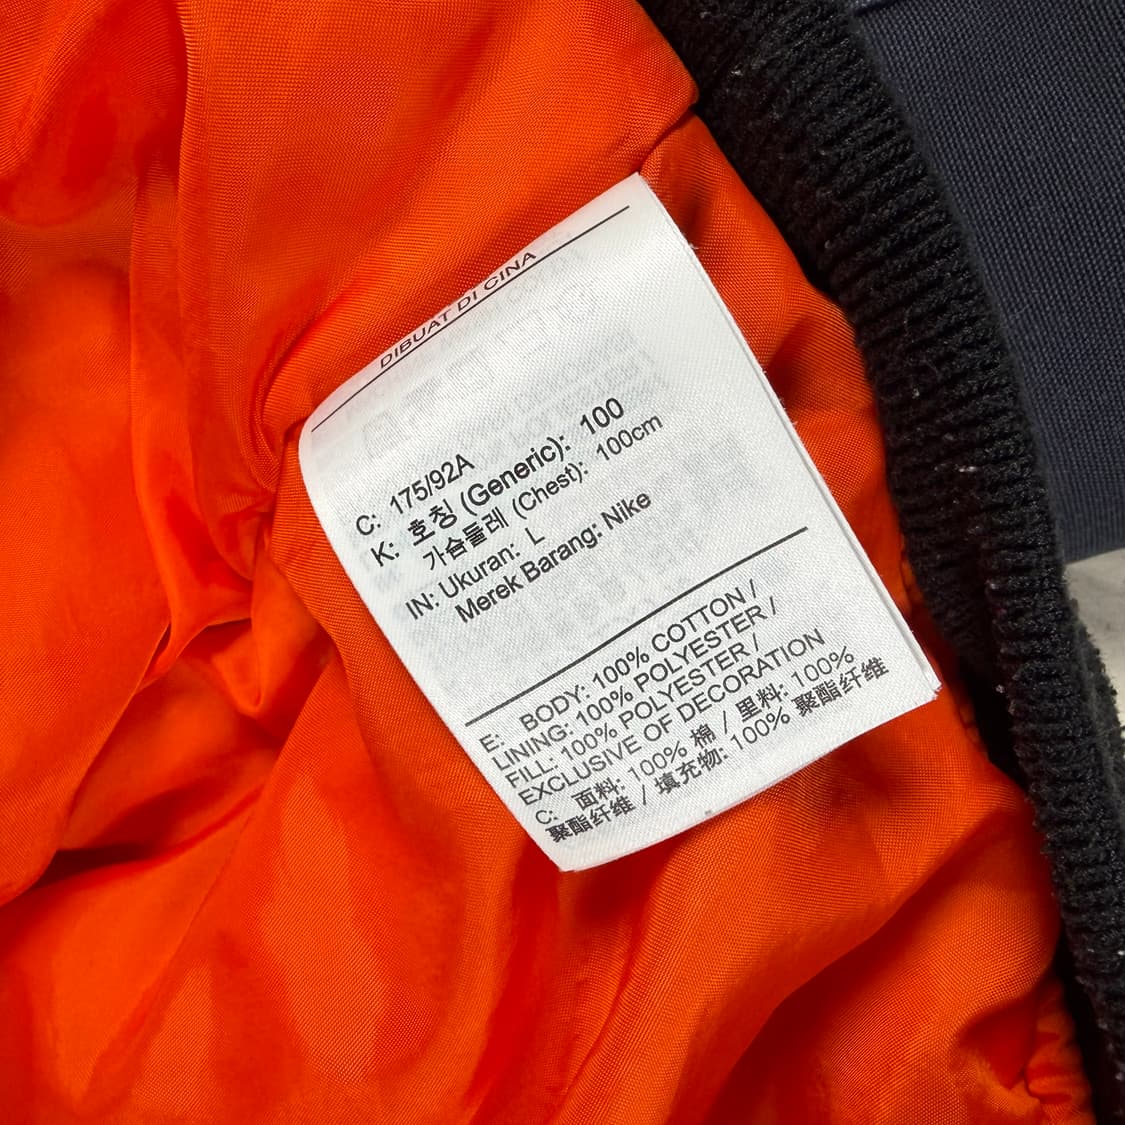 DIBUAT DI CINA
C: 175/92A
K: 호칭 (Generic): 100
가슴둘레 (Chest): 100cm
IN: Ukuran: L
Merek Barang: Nike
E: BODY: 100% COTTON /
LINING: 100% POLYESTER /
FILL: 100% POLYESTER /
EXCLUSIVE OF DECORATION
C: 面料: 100% 棉 / 里料: 100%
聚酯纤维 / 填充物: 100% 聚酯纤维